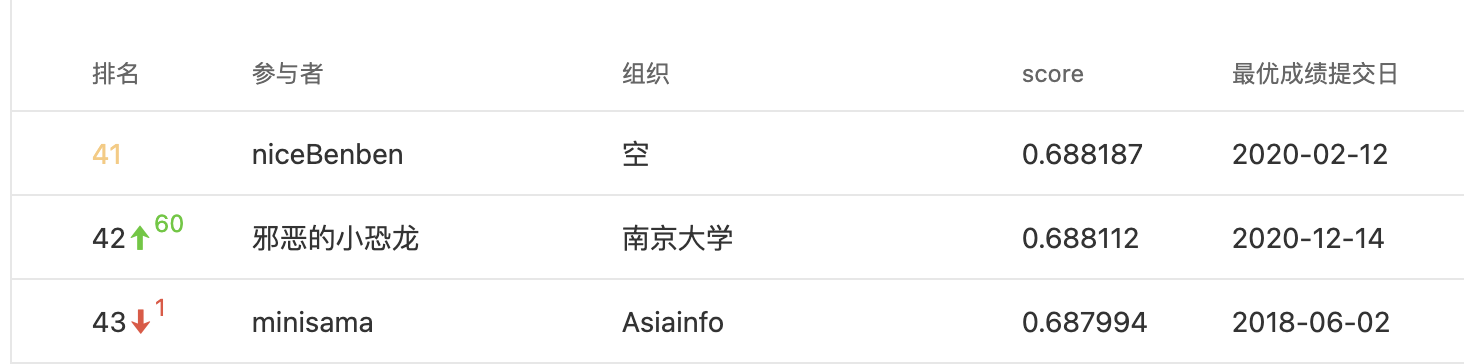 排名 参与者 组织 score 最优成绩提交日
41 niceBenben 空 0.688187 2020-02-12
42 60 邪恶的小恐龙 南京大学 0.688112 2020-12-14
43 1 minisama Asiainfo 0.687994 2018-06-02